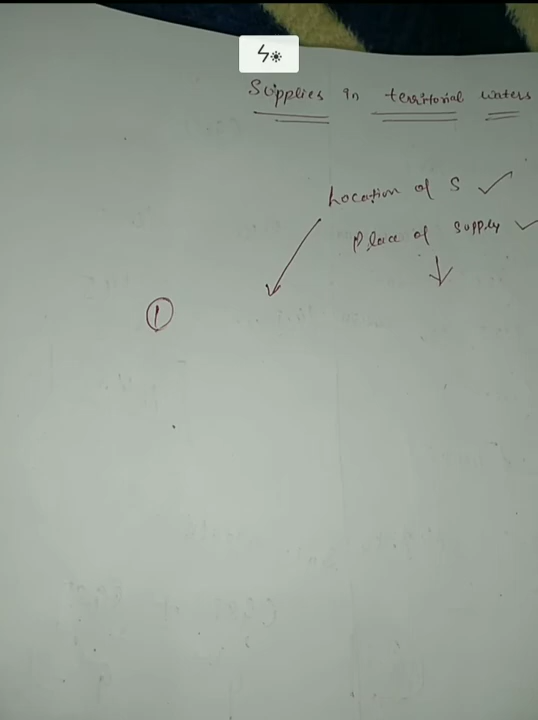 Supplies in territorial waters
Location of S
Place of supply
1